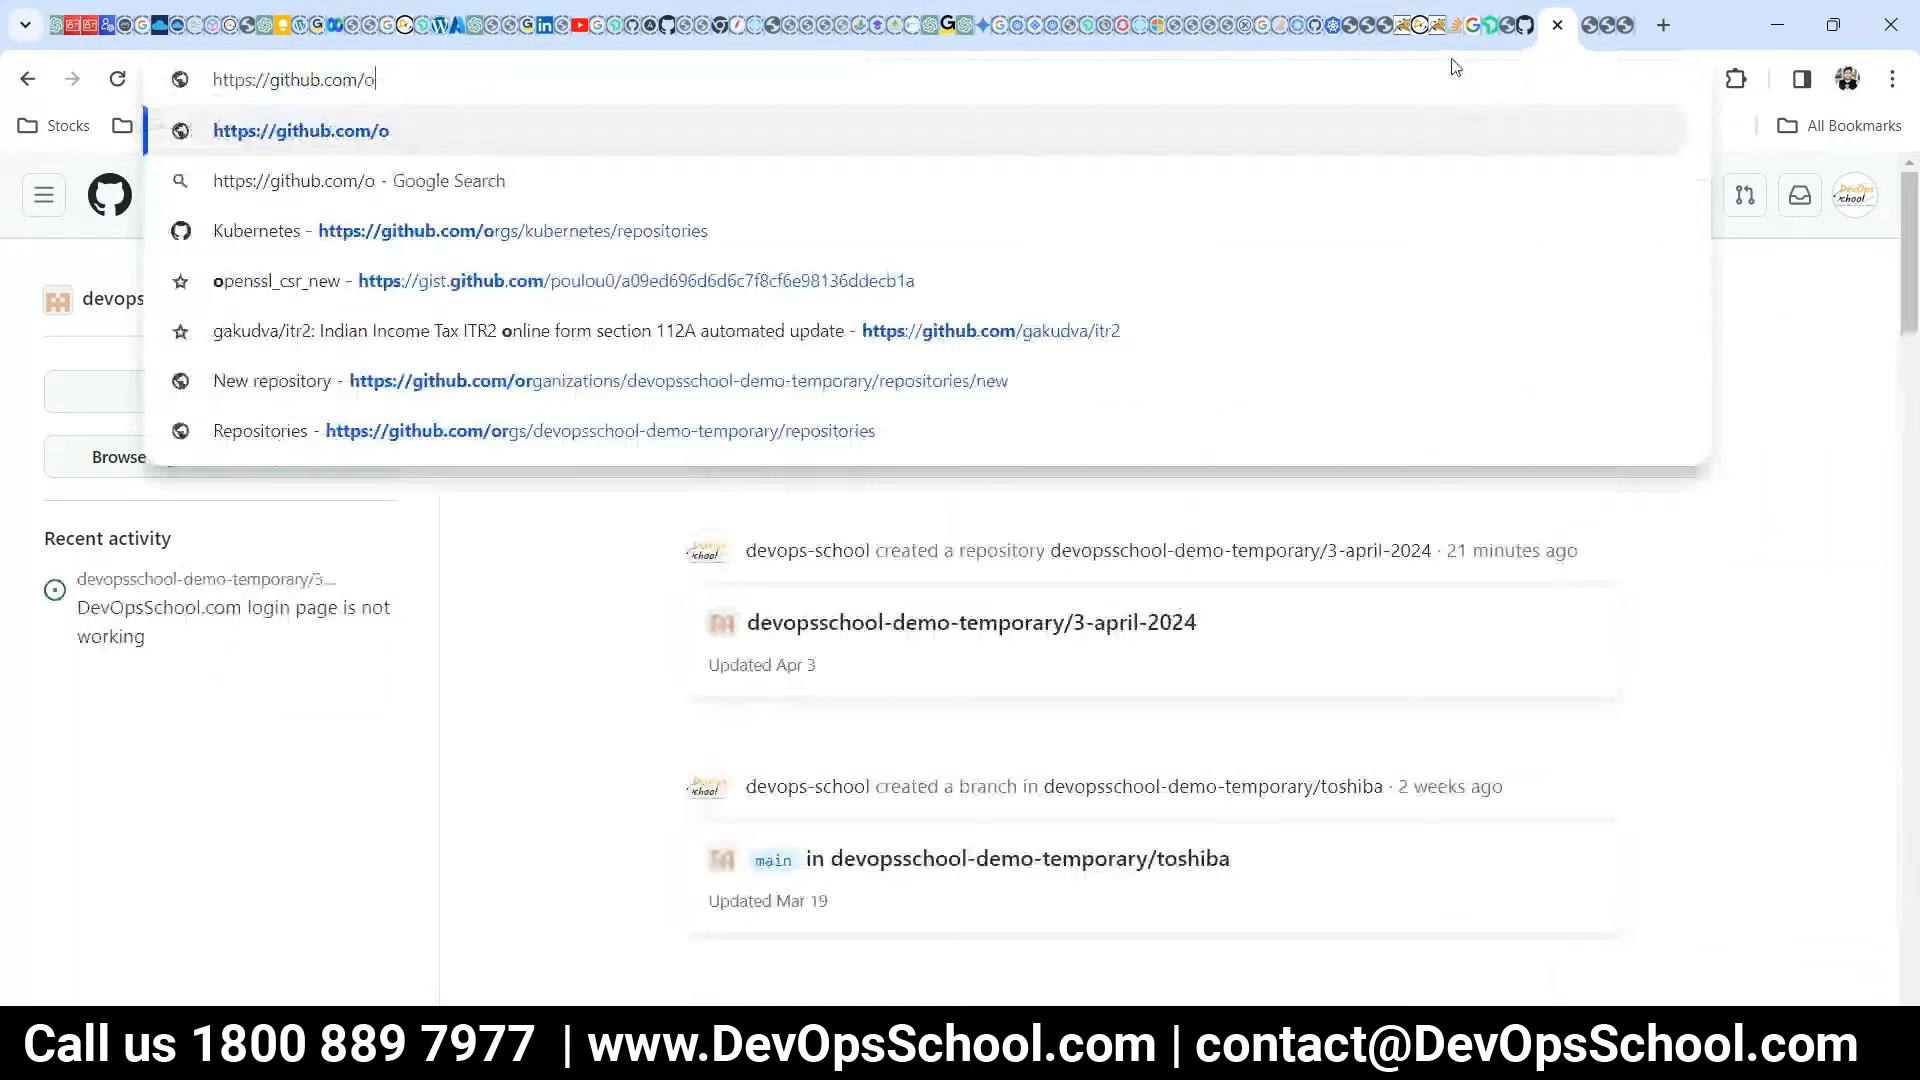 https://github.com/o
Stocks
All Bookmarks
https://github.com/o
https://github.com/o - Google Search
Kubernetes - https://github.com/orgs/kubernetes/repositories
openssl_csr_new - https://gist.github.com/poulou0/a09ed696d6d6c7f8cf6e98136ddecb1a
gakudva/itr2: Indian Income Tax ITR2 online form section 112A automated update - https://github.com/gakudva/itr2
New repository - https://github.com/organizations/devopsschool-demo-temporary/repositories/new
Repositories - https://github.com/orgs/devopsschool-demo-temporary/repositories
DevOps School
devops
Browse
Recent activity
devopsschool-demo-temporary/3...
DevOpsSchool.com login page is not
working
devops-school created a repository devopsschool-demo-temporary/3-april-2024 · 21 minutes ago
devopsschool-demo-temporary/3-april-2024
Updated Apr 3
devops-school created a branch in devopsschool-demo-temporary/toshiba · 2 weeks ago
main in devopsschool-demo-temporary/toshiba
Updated Mar 19
Call us 1800 889 7977 | www.DevOpsSchool.com | contact@DevOpsSchool.com